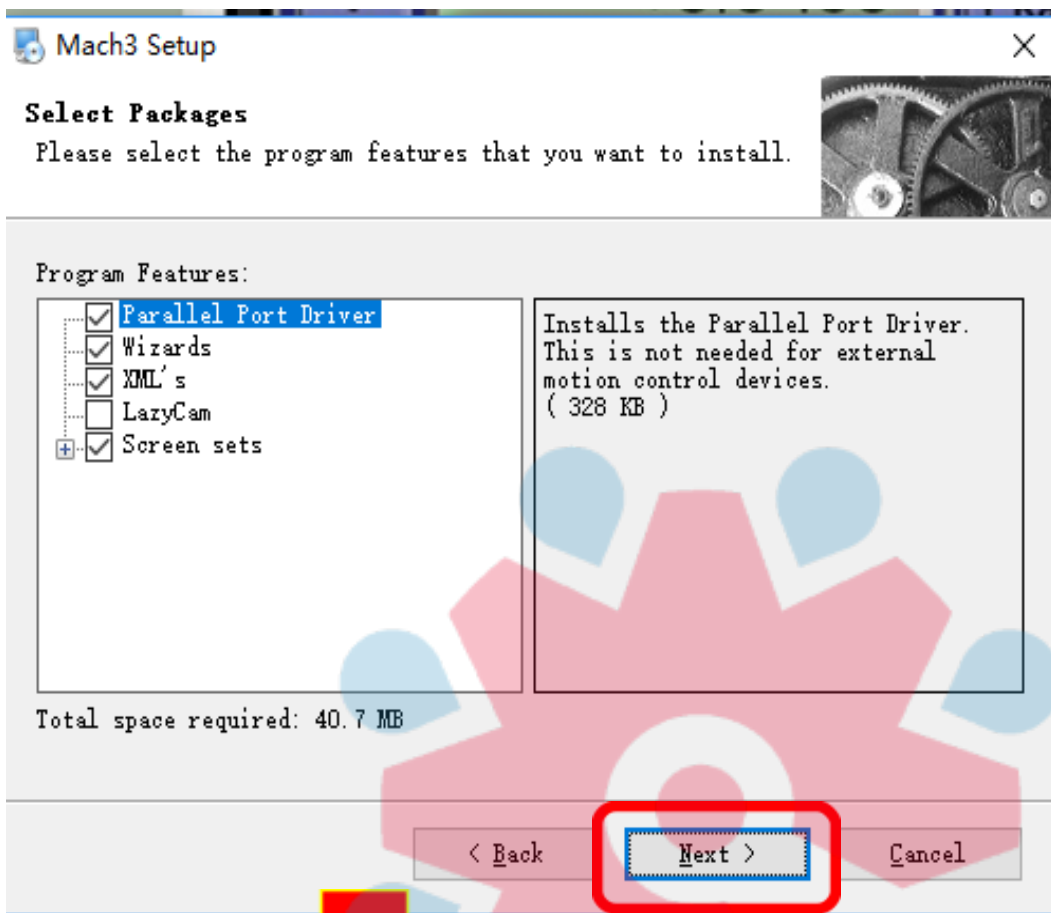 Mach3 Setup
Select Packages
Please select the program features that you want to install.
Program Features:
Parallel Port Driver
Wizards
XML's
LazyCam
Screen sets
Installs the Parallel Port Driver.
This is not needed for external
motion control devices.
( 328 KB )
Total space required: 40.7 MB
< Back
Next >
Cancel